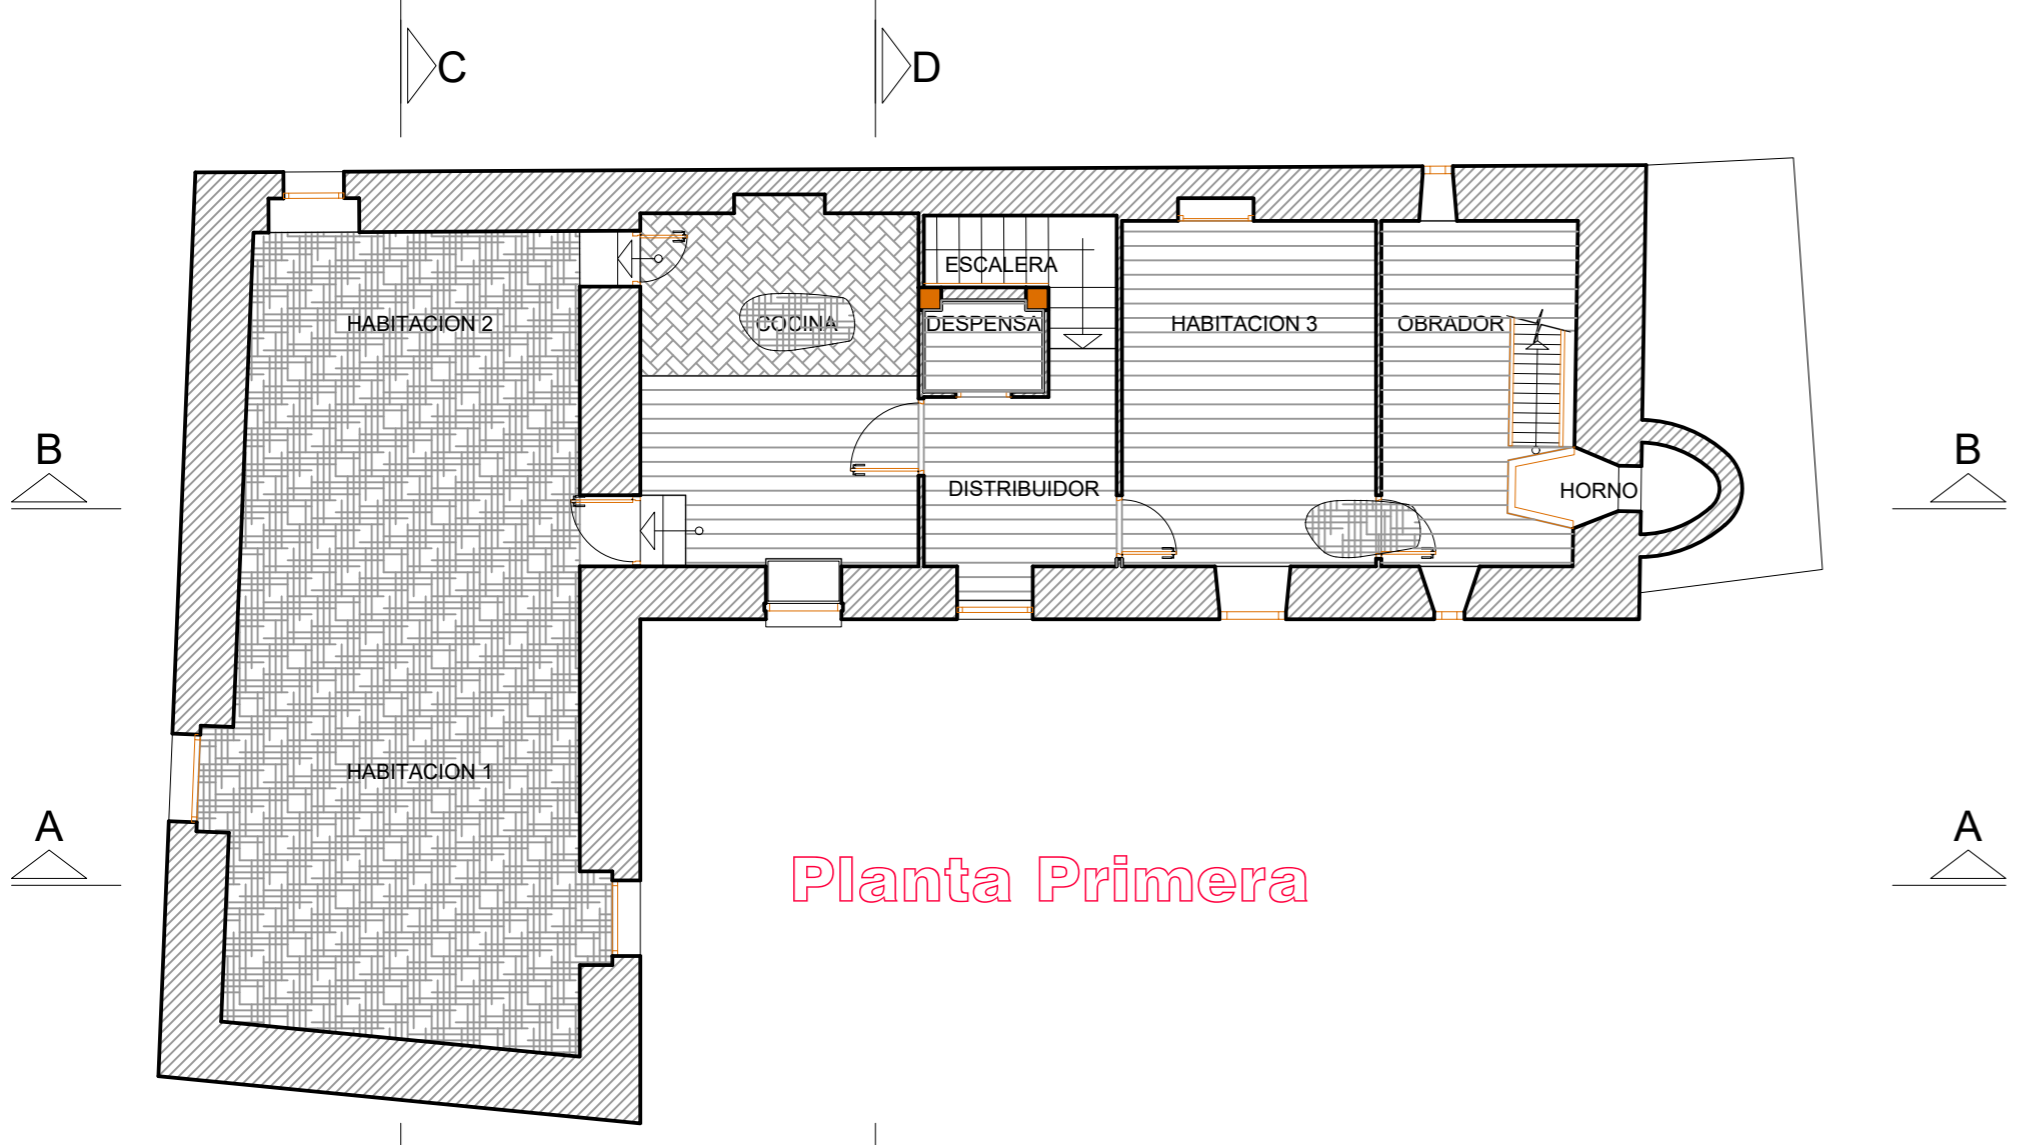 C
D
ESCALERA
HABITACION 2
COCINA
DESPENSA
HABITACION 3
OBRADOR
B
B
DISTRIBUIDOR
HORNO
HABITACION 1
A
A
Planta Primera